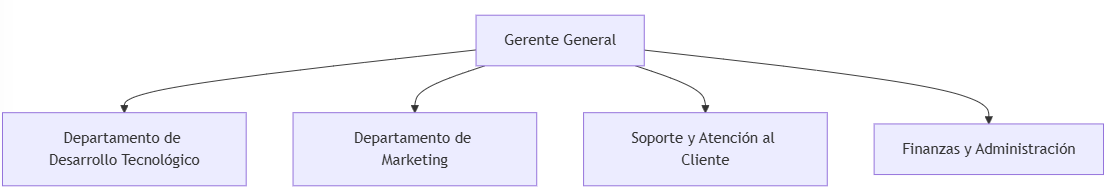 Gerente General
Departamento de
Desarrollo Tecnológico
Departamento de
Marketing
Soporte y Atención al
Cliente
Finanzas y Administración